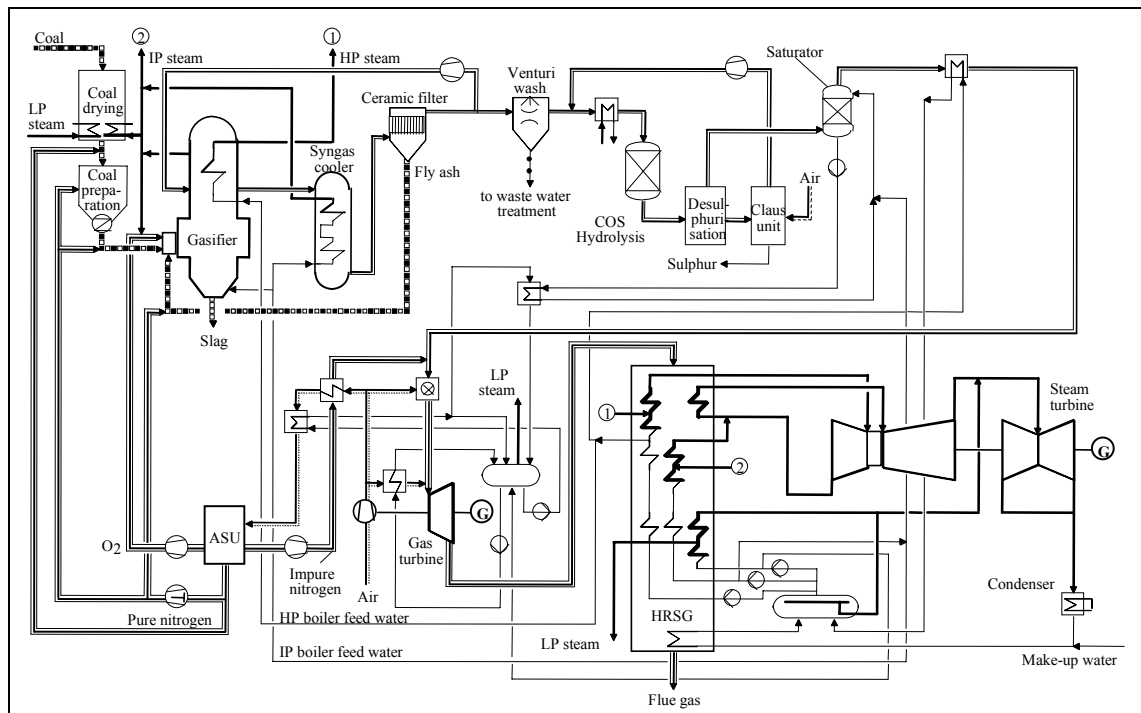 Coal
2
IP steam
1
HP steam
Coal
drying
LP
steam
Coal
prepa-
ration
Gasifier
Slag
Syngas
cooler
Ceramic filter
Fly ash
Venturi
wash
to waste water
treatment
COS
Hydrolysis
Desul-
phuri-
sation
Claus
unit
Air
Sulphur
Saturator
LP
steam
1
2
Steam
turbine
G
G
Gas
turbine
ASU
O2
Impure
nitrogen
Air
Pure nitrogen
HP boiler feed water
IP boiler feed water
LP steam
HRSG
Flue gas
Condenser
Make-up water